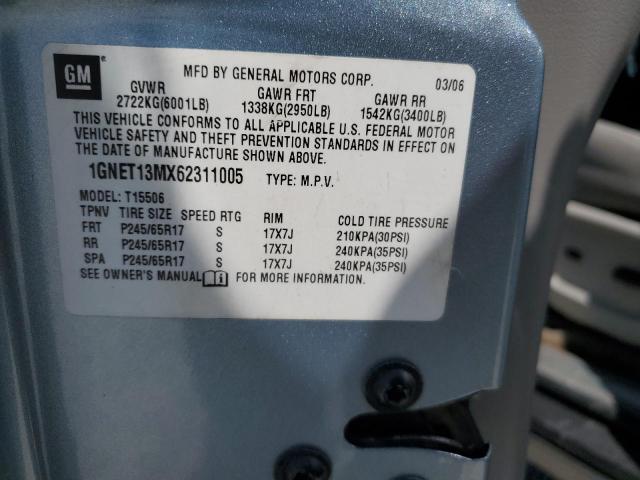 GM
MFD BY GENERAL MOTORS CORP. 03/06
GVWR GAWR FRT GAWR RR
2722KG(6001LB) 1338KG(2950LB) 1542KG(3400LB)
THIS VEHICLE CONFORMS TO ALL APPLICABLE U.S. FEDERAL MOTOR
VEHICLE SAFETY AND THEFT PREVENTION STANDARDS IN EFFECT ON
THE DATE OF MANUFACTURE SHOWN ABOVE.
1GNET13MX62311005 TYPE: M.P.V.
MODEL: T15506
TPNV TIRE SIZE SPEED RTG RIM COLD TIRE PRESSURE
FRT P245/65R17 S 17X7J 210KPA(30PSI)
RR P245/65R17 S 17X7J 240KPA(35PSI)
SPA P245/65R17 S 17X7J 240KPA(35PSI)
SEE OWNER'S MANUAL FOR MORE INFORMATION.